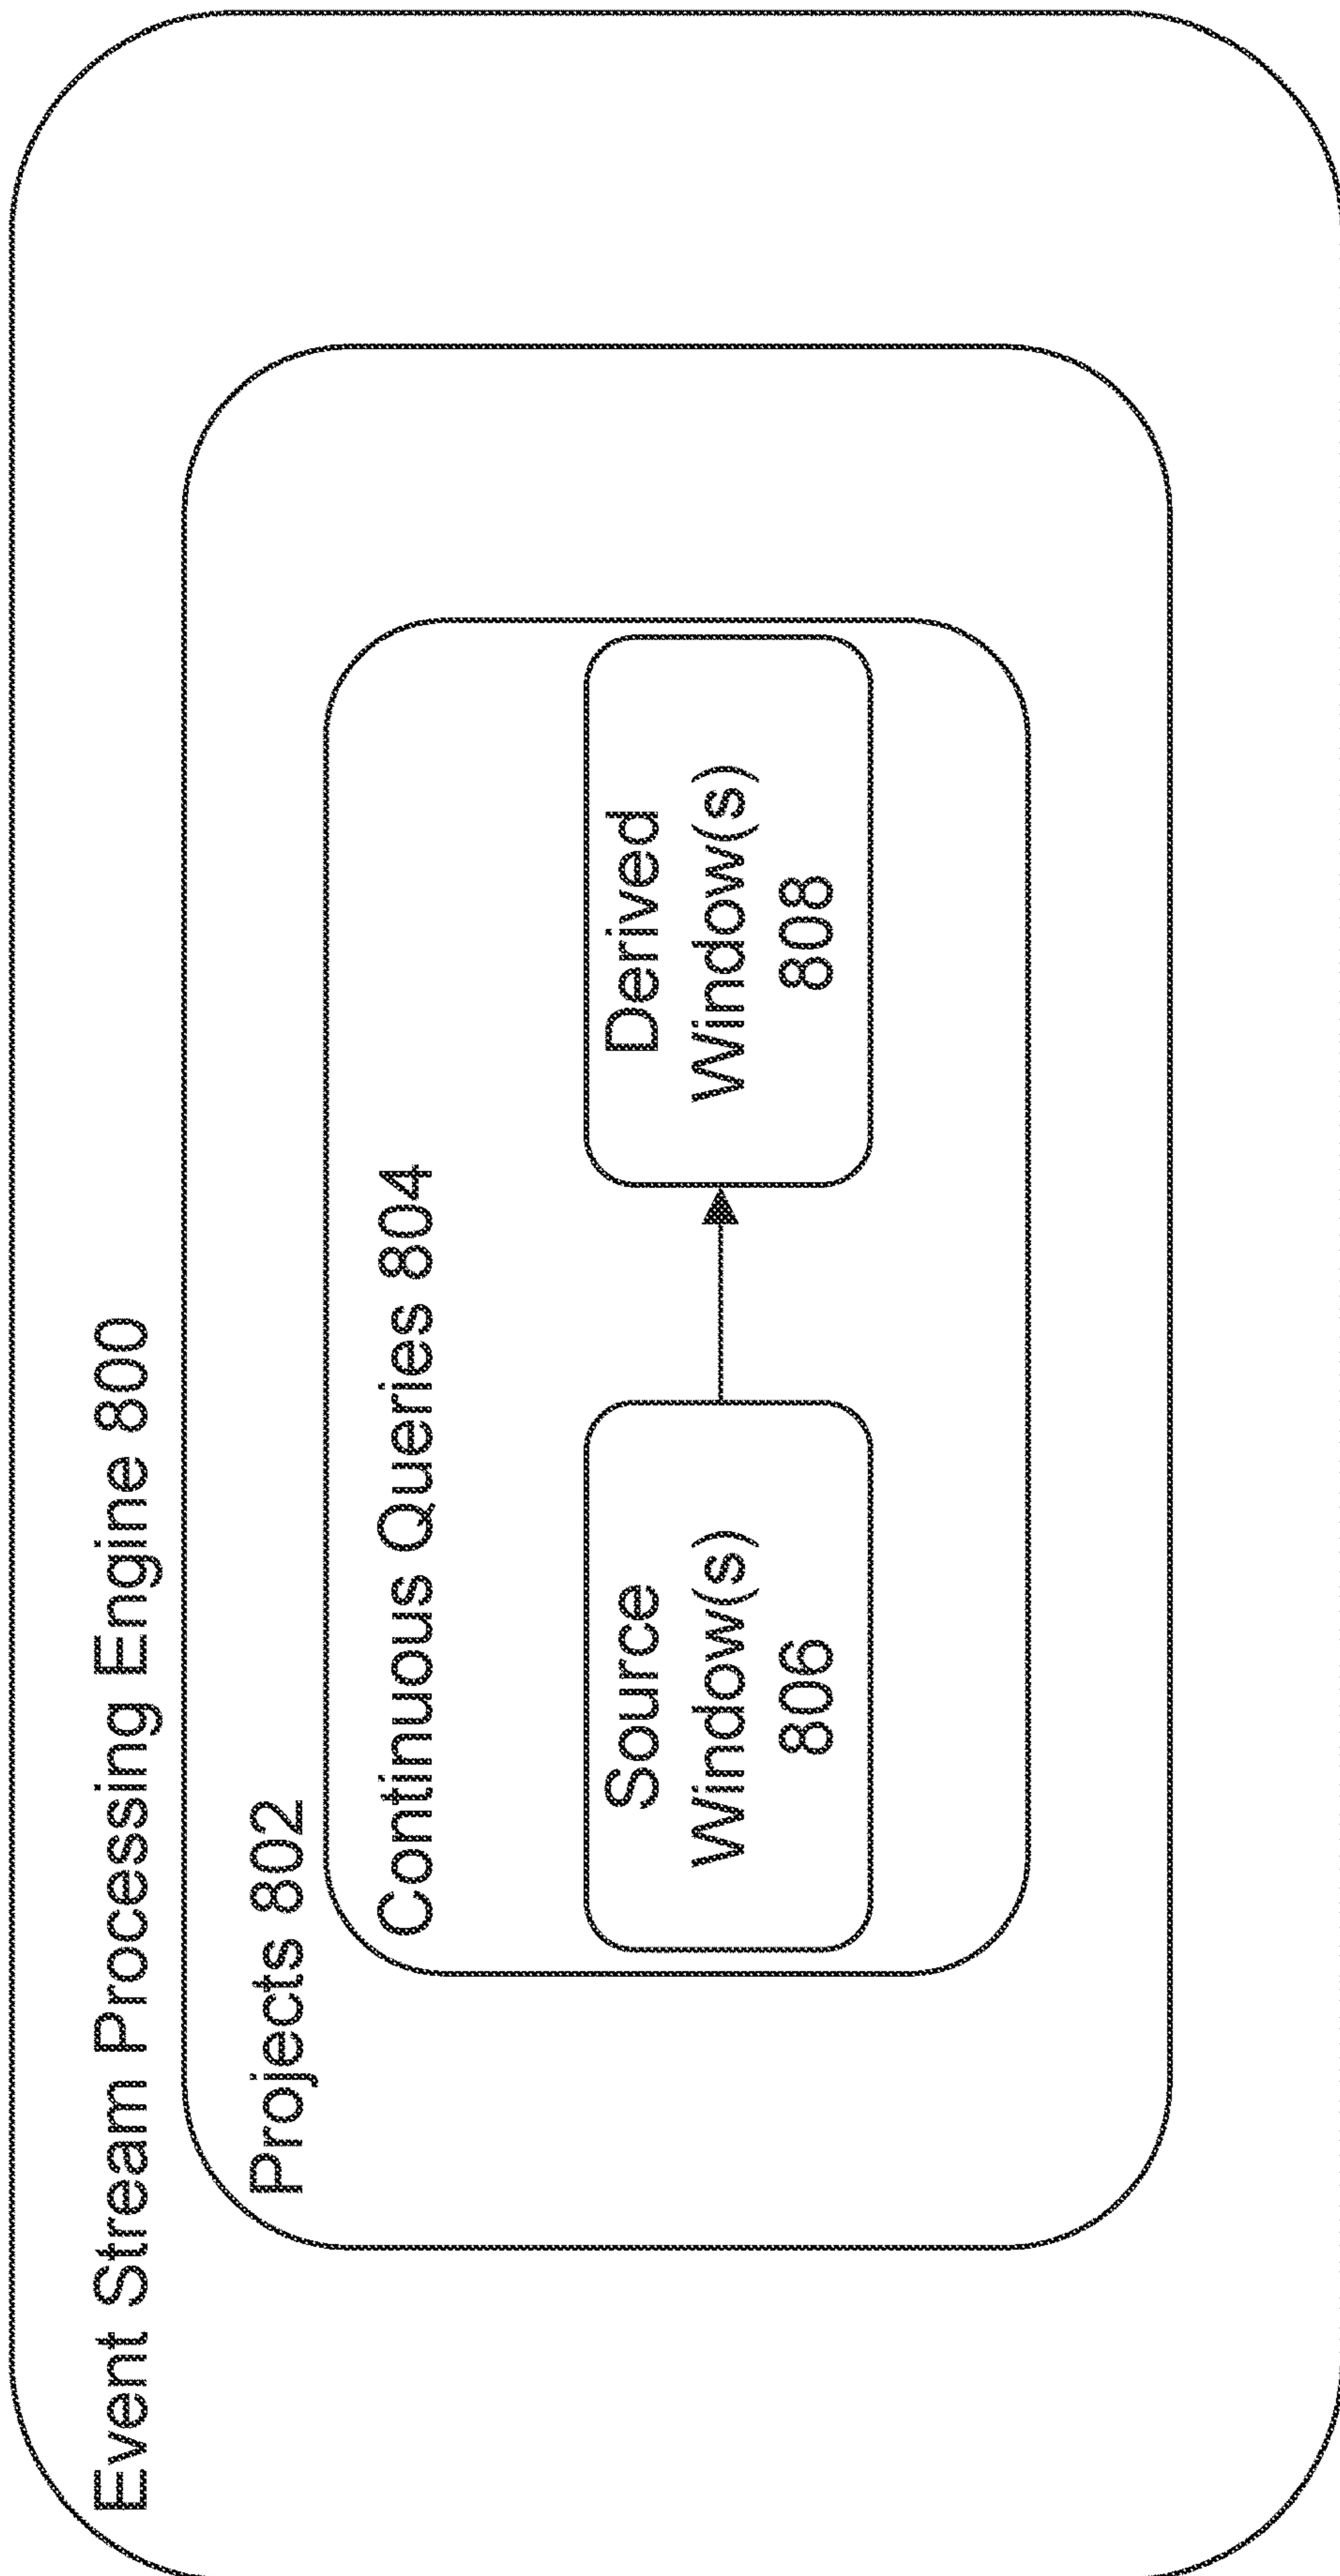 Event Stream Processing Engine 800
Projects 802
Continuous Queries 804
Source
Window(s)
806
Derived
Window(s)
808